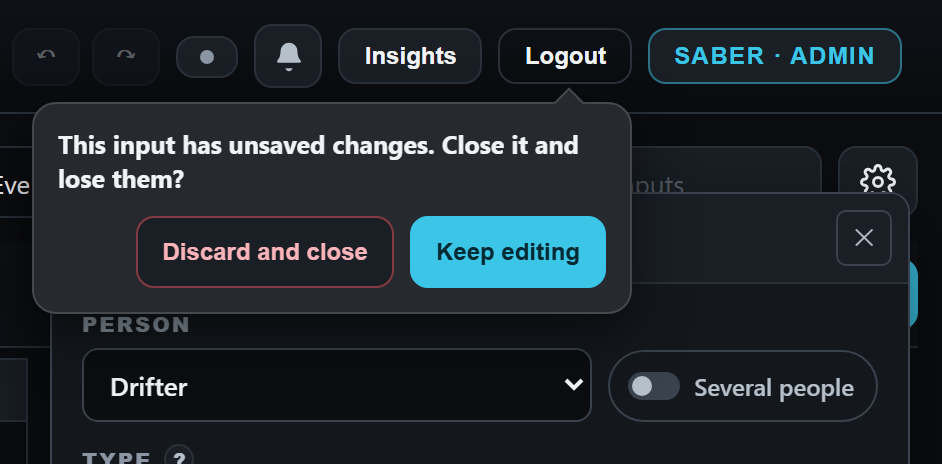 Insights
Logout
SABER · ADMIN
This input has unsaved changes. Close it and
lose them?
Discard and close
Keep editing
PERSON
Drifter
Several people
TYPE ?